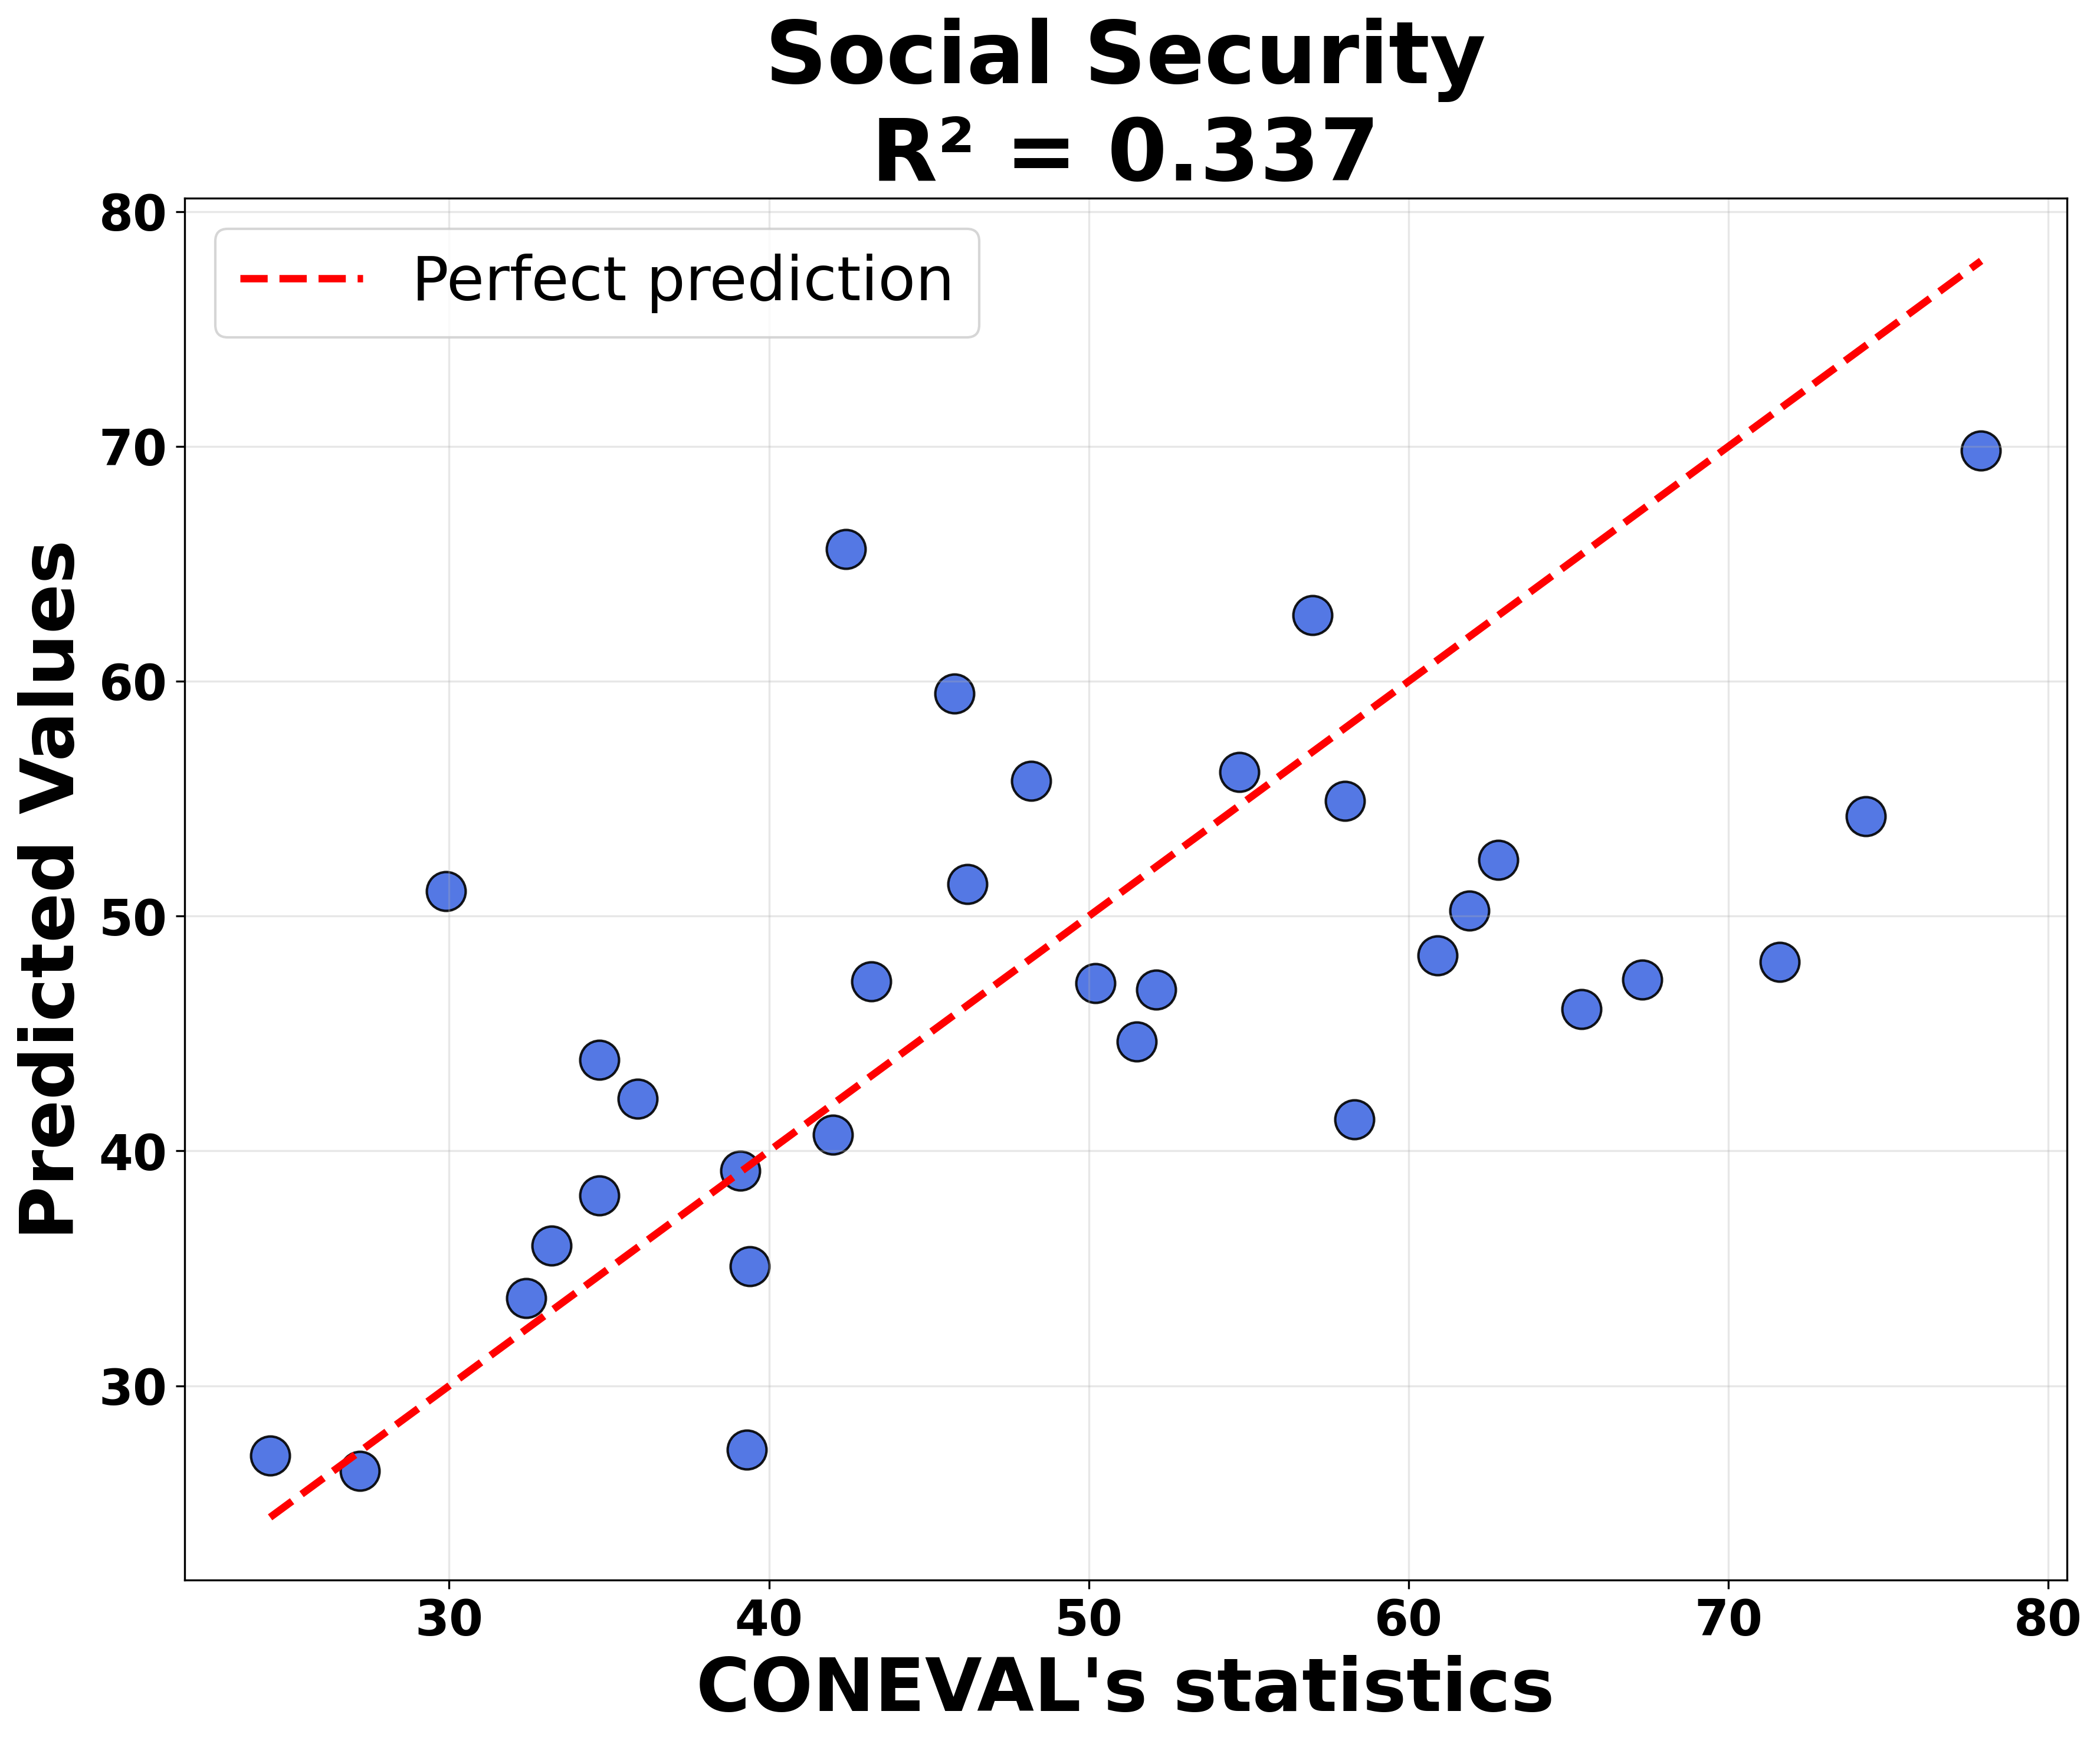 Social Security
R² = 0.337
80
70
60
50
40
30
Perfect prediction
Predicted Values
30 40 50 60 70 80
CONEVAL's statistics